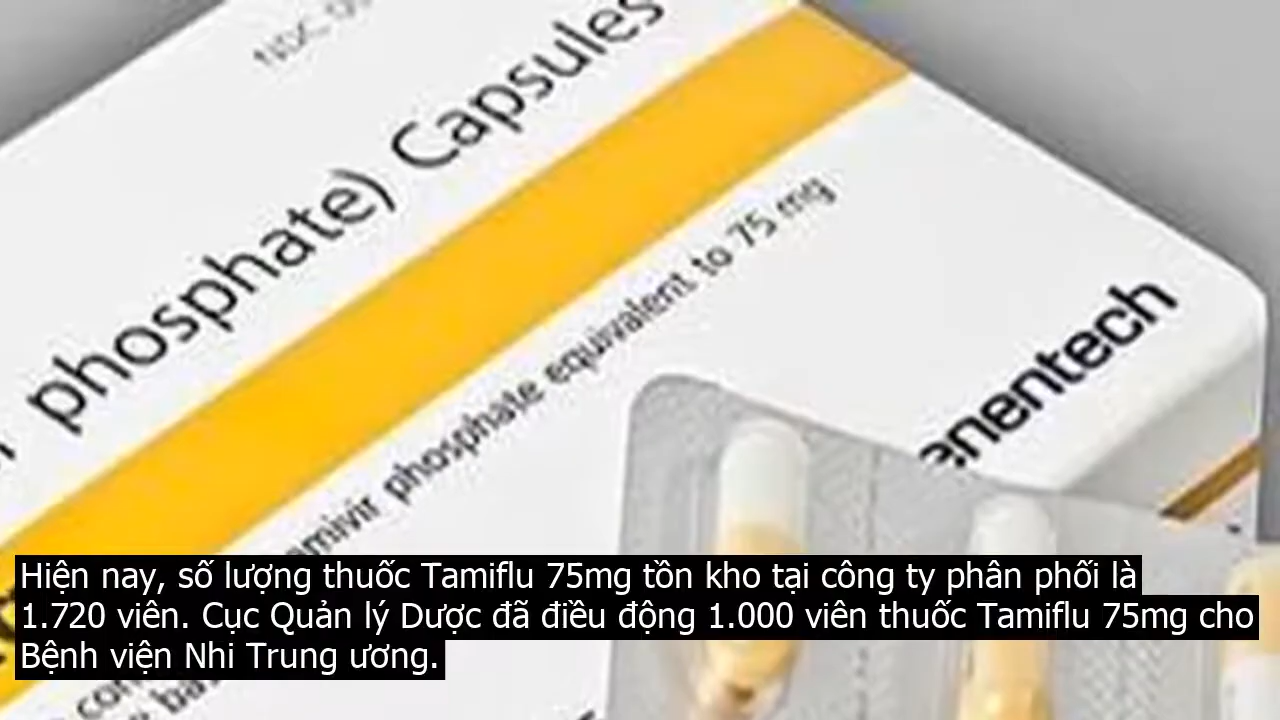 Capsules
phosphate)
phosphate equivalent to 75 mg
Hiện nay, số lượng thuốc Tamiflu 75mg tồn kho tại công ty phân phối là
1.720 viên. Cục Quản lý Dược đã điều động 1.000 viên thuốc Tamiflu 75mg cho
Bệnh viện Nhi Trung ương.